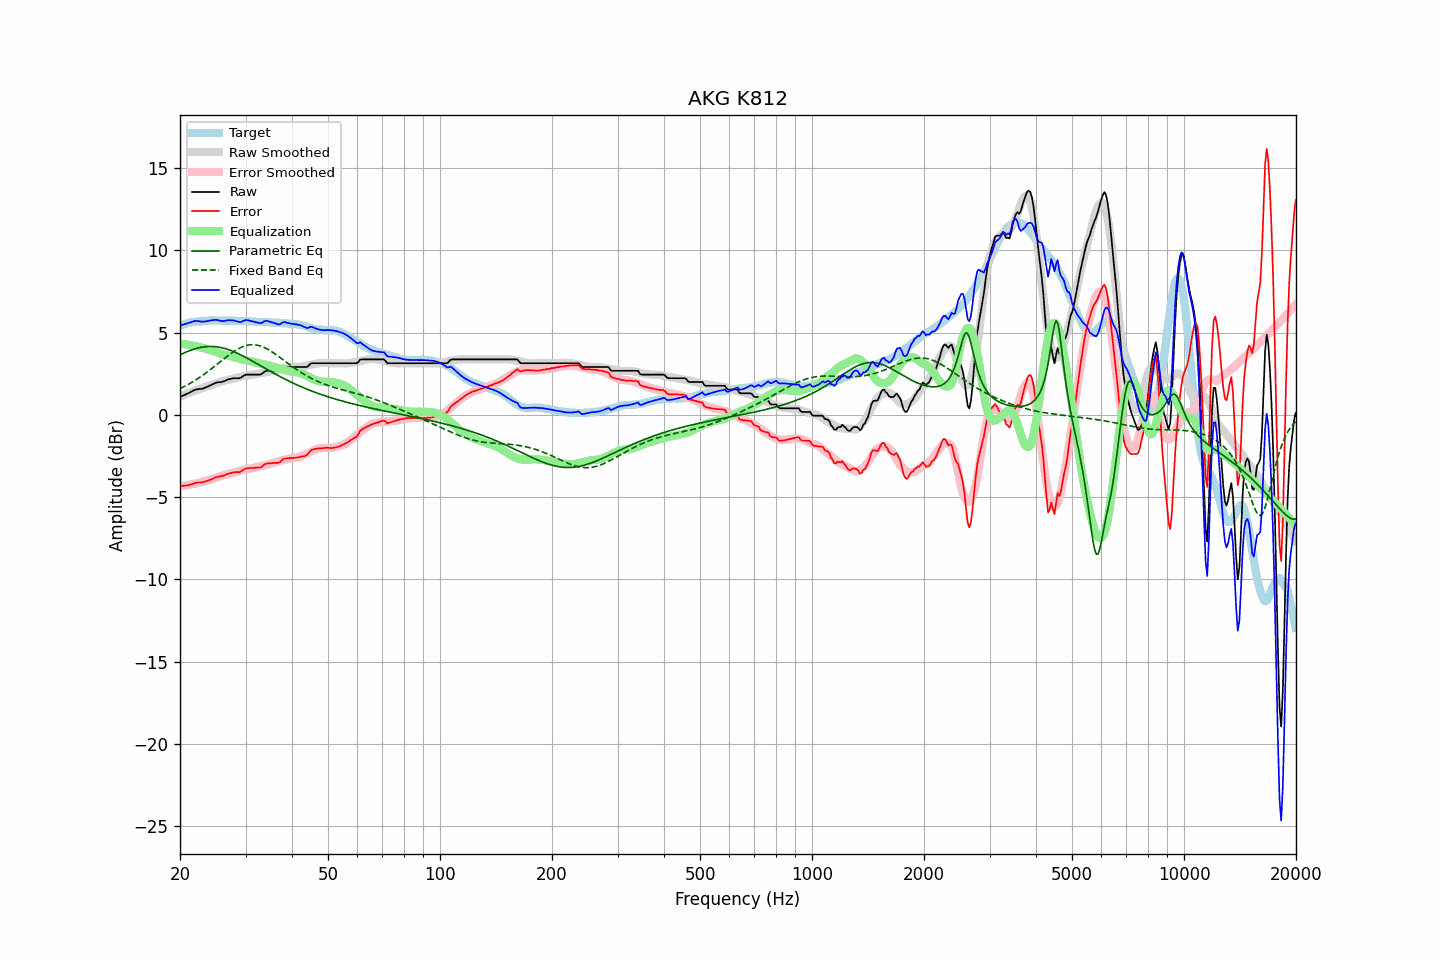 AKG K812
Target
Raw Smoothed
Error Smoothed
Raw
Error
Equalization
Parametric Eq
Fixed Band Eq
Equalized
15
10
5
0
−5
−10
−15
−20
−25
Amplitude (dBr)
20 50 100 200 500 1000 2000 5000 10000 20000
Frequency (Hz)